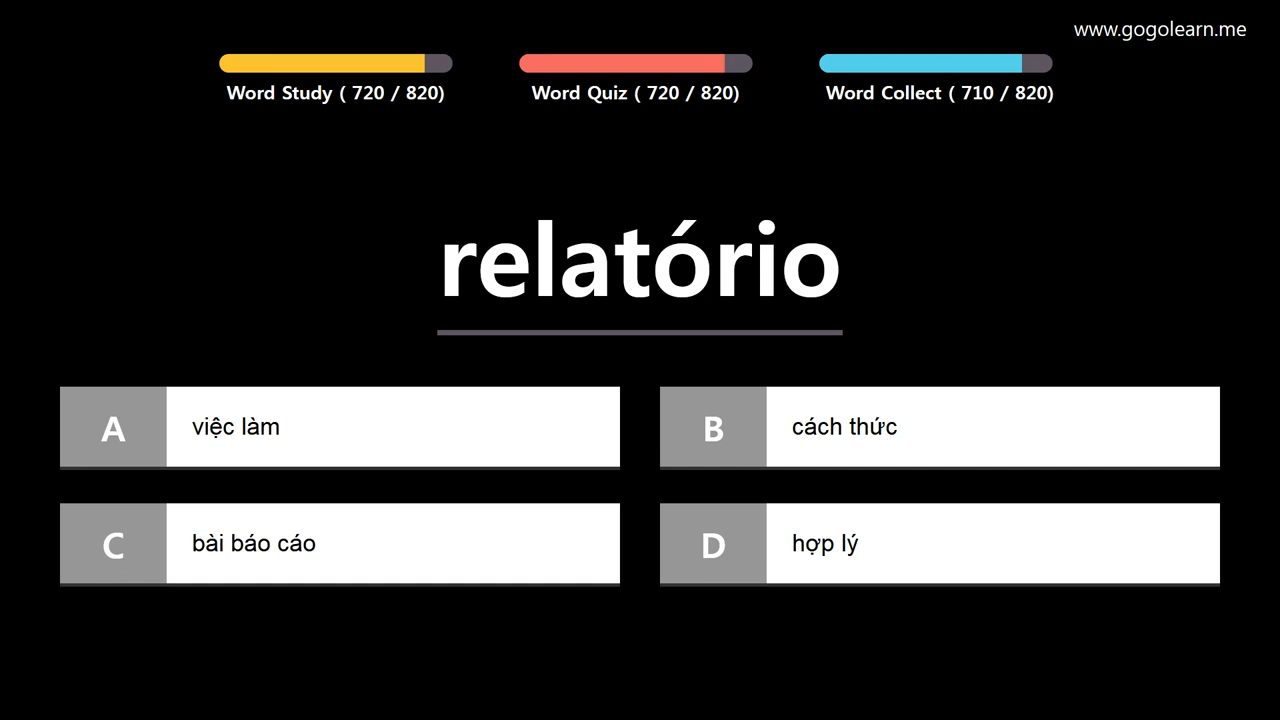 www.gogolearn.me
Word Study ( 720 / 820)
Word Quiz ( 720 / 820)
Word Collect ( 710 / 820)
relatório
A việc làm
B cách thức
C bài báo cáo
D hợp lý